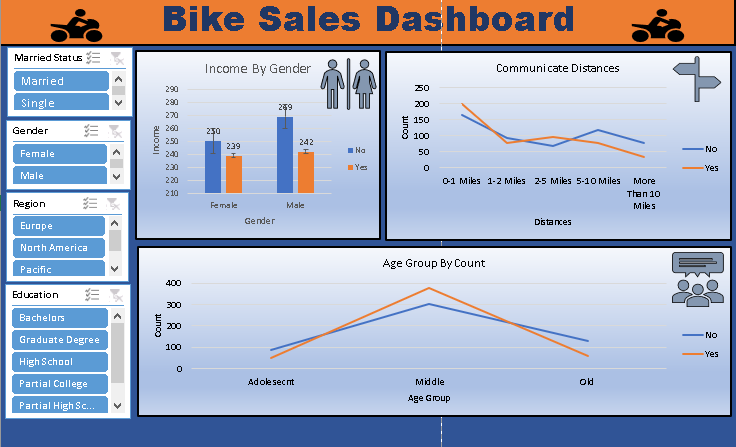 Bike Sales Dashboard
Married Status
Married
Single
Gender
Female
Male
Region
Europe
North America
Pacific
Education
Bachelors
Graduate Degree
High School
Partial College
Partial High Sc...
Income By Gender
290
280
270
260
250
240
230
220
210
Income
250
239
269
242
Female
Male
Gender
No
Yes
Communicate Distances
250
200
150
100
50
0
Count
0-1 Miles
1-2 Miles
2-5 Miles
5-10 Miles
More
Than 10
Miles
Distances
No
Yes
Age Group By Count
400
300
200
100
0
Count
Adolesecnt
Middle
Old
Age Group
No
Yes